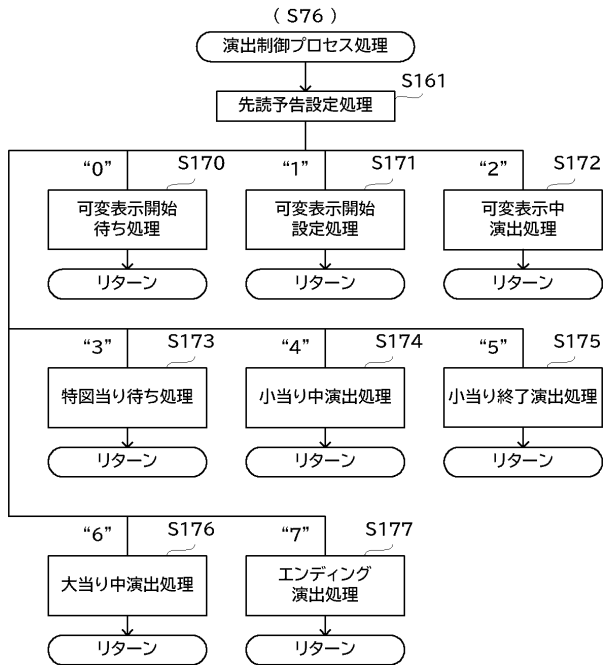 ( S76 )
演出制御プロセス処理
S161
先読予告設定処理
“0” S170
可変表示開始
待ち処理
リターン
“1” S171
可変表示開始
設定処理
リターン
“2” S172
可変表示中
演出処理
リターン
“3” S173
特図当り待ち処理
リターン
“4” S174
小当り中演出処理
リターン
“5” S175
小当り終了演出処理
リターン
“6” S176
大当り中演出処理
リターン
“7” S177
エンディング
演出処理
リターン